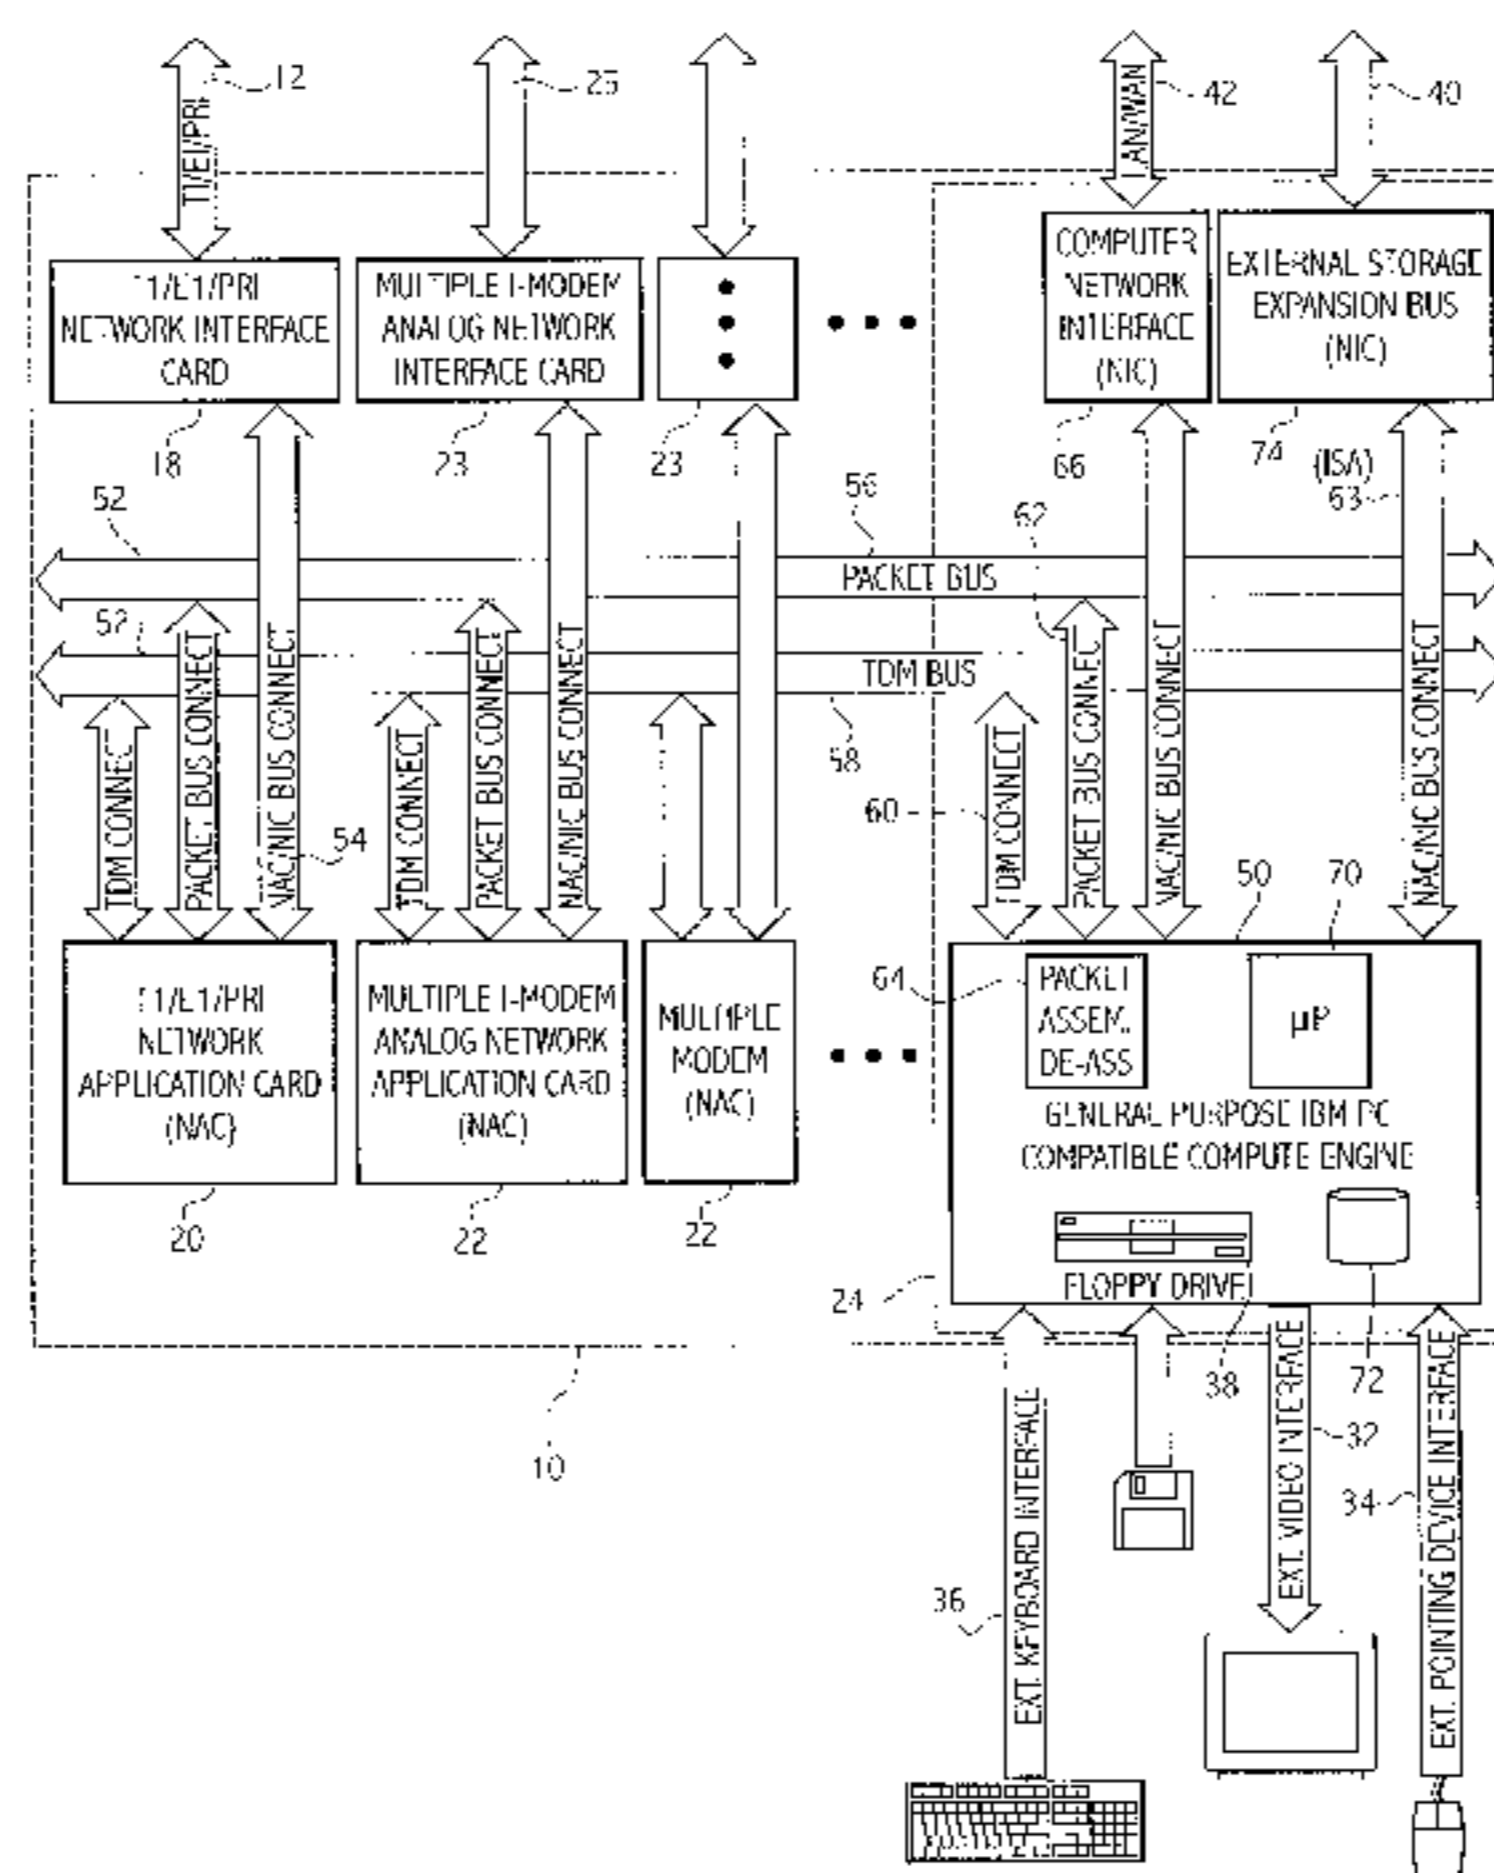 12
25
42
40
T1/E1/PRI
LAN/WAN
T1/E1/PRI
NETWORK INTERFACE
CARD
MULTIPLE I-MODEM
ANALOG NETWORK
INTERFACE CARD
COMPUTER
NETWORK
INTERFACE
(NIC)
EXTERNAL STORAGE
EXPANSION BUS
(NIC)
18
23
23
66
74
(ISA)
63
52
56
62
PACKET BUS
52
TDM BUS
58
TDM CONNECT
PACKET BUS CONNECT
NAC/NIC BUS CONNECT
54
TDM CONNECT
PACKET BUS CONNECT
NAC/NIC BUS CONNECT
60
TDM CONNECT
PACKET BUS CONNECT
NAC/NIC BUS CONNECT
NAC/NIC BUS CONNECT
50
70
T1/E1/PRI
NETWORK
APPLICATION CARD
(NAC)
MULTIPLE I-MODEM
ANALOG NETWORK
APPLICATION CARD
(NAC)
MULTIPLE
MODEM
(NAC)
64
PACKET
ASSEM.
DE-ASS
µP
GENERAL PURPOSE IBM PC
COMPATIBLE COMPUTE ENGINE
FLOPPY DRIVE
20
22
22
24
38
72
10
EXT. KEYBOARD INTERFACE
EXT. VIDEO INTERFACE
EXT. POINTING DEVICE INTERFACE
32
34
36